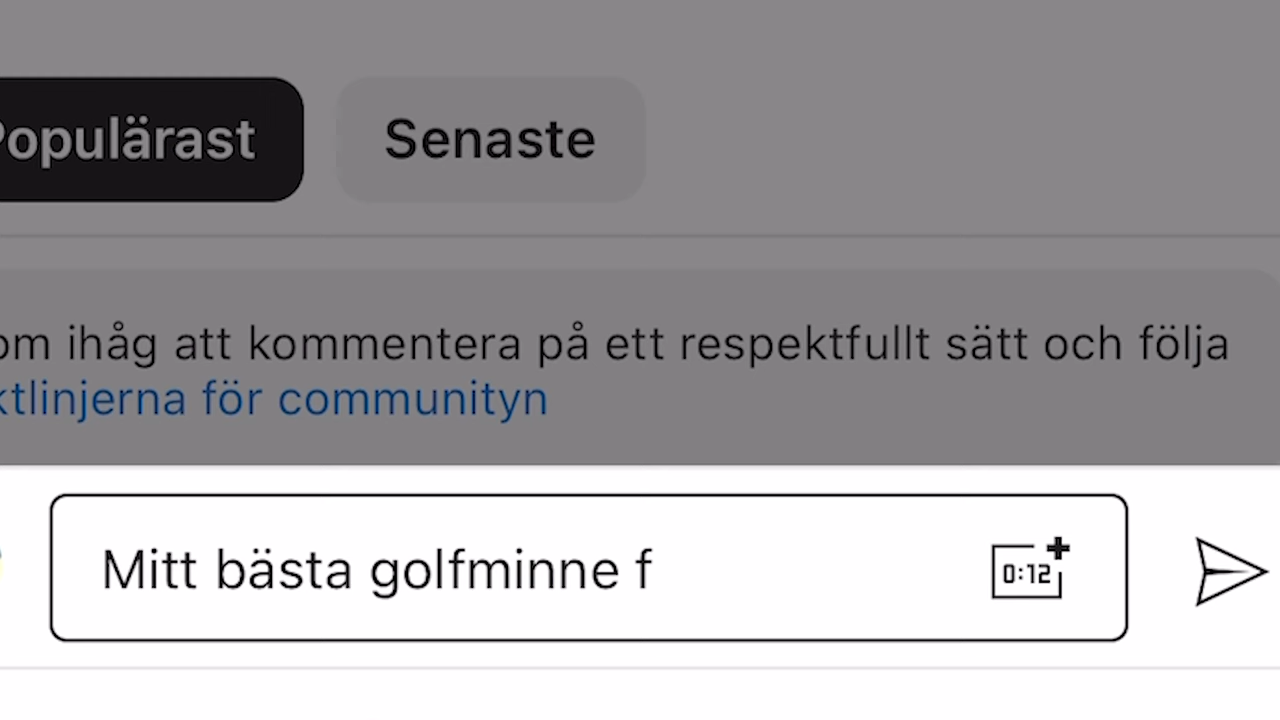 Populärast
Senaste
om ihåg att kommentera på ett respektfullt sätt och följa
ktlinjerna för communityn
Mitt bästa golfminne f
0:12